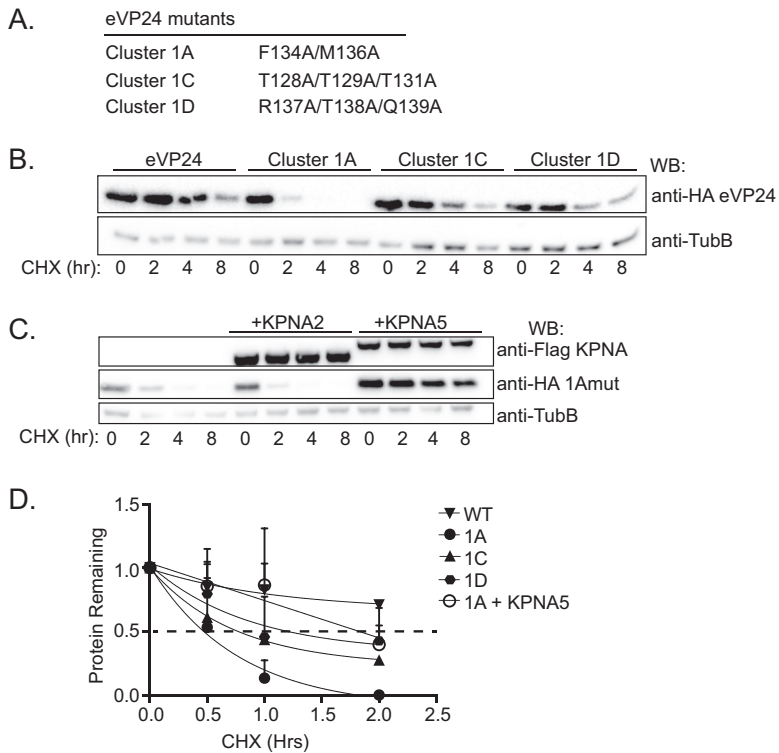 A.
eVP24 mutants
Cluster 1A F134A/M136A
Cluster 1C T128A/T129A/T131A
Cluster 1D R137A/T138A/Q139A
B.
eVP24 Cluster 1A Cluster 1C Cluster 1D WB:
anti-HA eVP24
anti-TubB
CHX (hr): 0 2 4 8 0 2 4 8 0 2 4 8 0 2 4 8
C.
+KPNA2 +KPNA5 WB:
anti-Flag KPNA
anti-HA 1Amut
anti-TubB
CHX (hr): 0 2 4 8 0 2 4 8 0 2 4 8
D.
Protein Remaining
1.5
1.0
0.5
0.0
0.0 0.5 1.0 2.0 2.5
CHX (Hrs)
WT
1A
1C
1D
1A + KPNA5